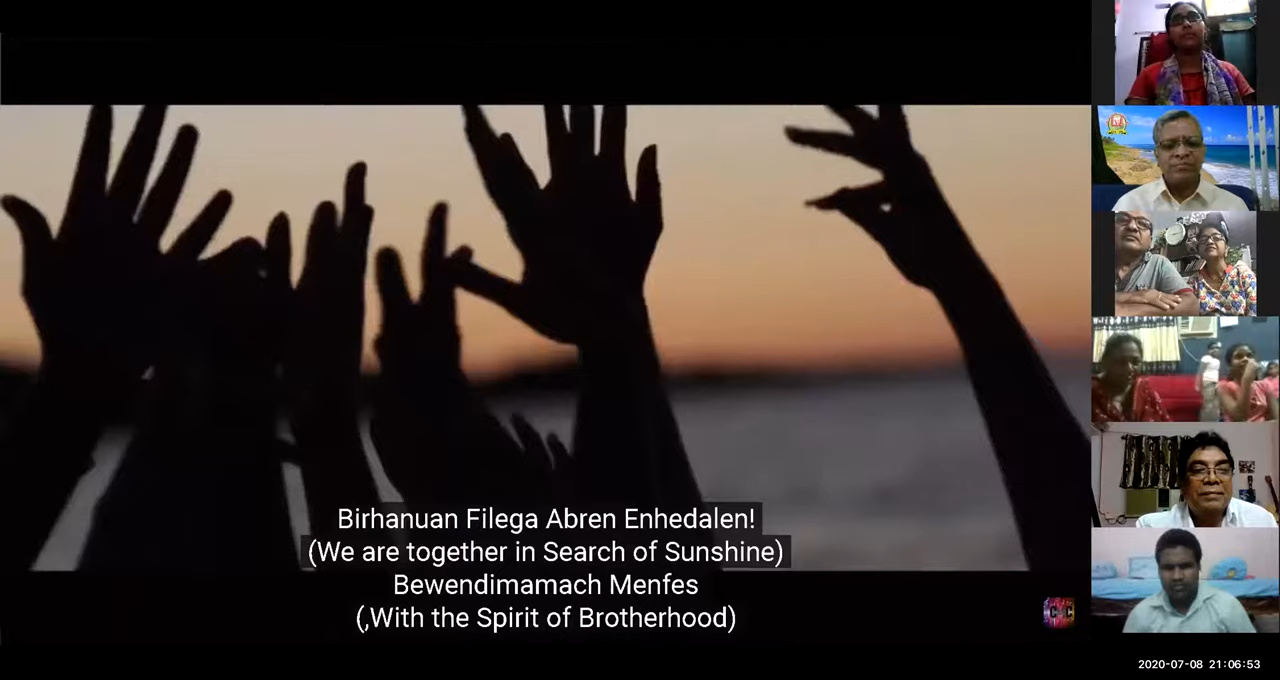 Birhanuan Filega Abren Enhedalen!
(We are together in Search of Sunshine)
Bewendimamach Menfes
(,With the Spirit of Brotherhood)
2020-07-08 21:06:53